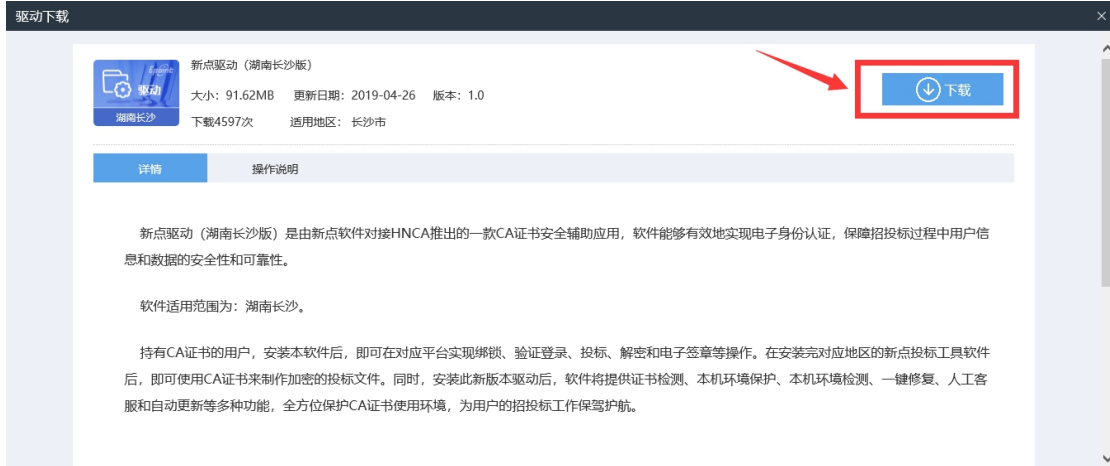 驱动下载
Epoint
驱动
湖南长沙
新点驱动（湖南长沙版）
大小：91.62MB 更新日期：2019-04-26 版本：1.0
下载4597次 适用地区：长沙市
下载
详情 操作说明
新点驱动（湖南长沙版）是由新点软件对接HNCA推出的一款CA证书安全辅助应用，软件能够有效地实现电子身份认证，保障招投标过程中用户信
息和数据的安全性和可靠性。
软件适用范围为：湖南长沙。
持有CA证书的用户，安装本软件后，即可在对应平台实现绑锁、验证登录、投标、解密和电子签章等操作。在安装完对应地区的新点投标工具软件
后，即可使用CA证书来制作加密的投标文件。同时，安装此新版本驱动后，软件将提供证书检测、本机环境保护、本机环境检测、一键修复、人工客
服和自动更新等多种功能，全方位保护CA证书使用环境，为用户的招投标工作保驾护航。